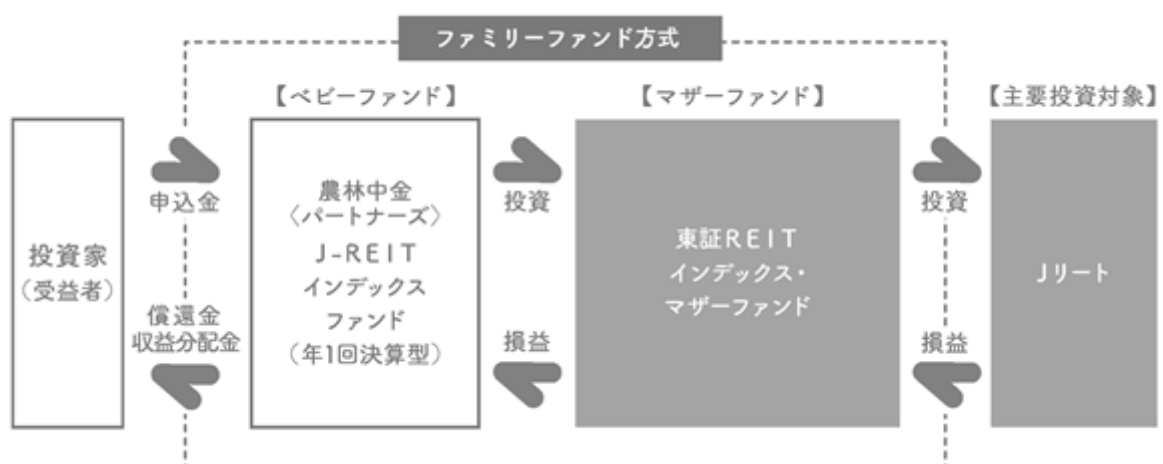 ファミリーファンド方式
【ベビーファンド】
【マザーファンド】
【主要投資対象】
投資家
（受益者）
申込金
償還金
収益分配金
農林中金
〈パートナーズ〉
J-REIT
インデックス
ファンド
（年1回決算型）
投資
損益
東証REIT
インデックス・
マザーファンド
投資
損益
Jリート